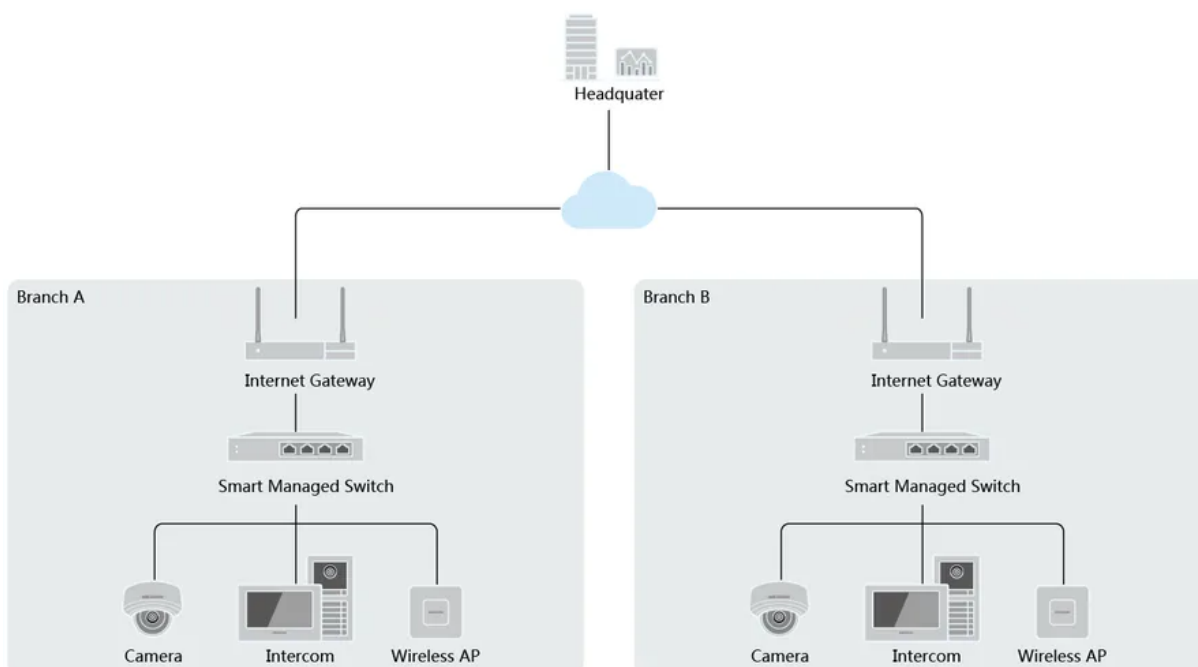 Headquater
Branch A
Branch B
Internet Gateway
Internet Gateway
Smart Managed Switch
Smart Managed Switch
Camera
Intercom
Wireless AP
Camera
Intercom
Wireless AP